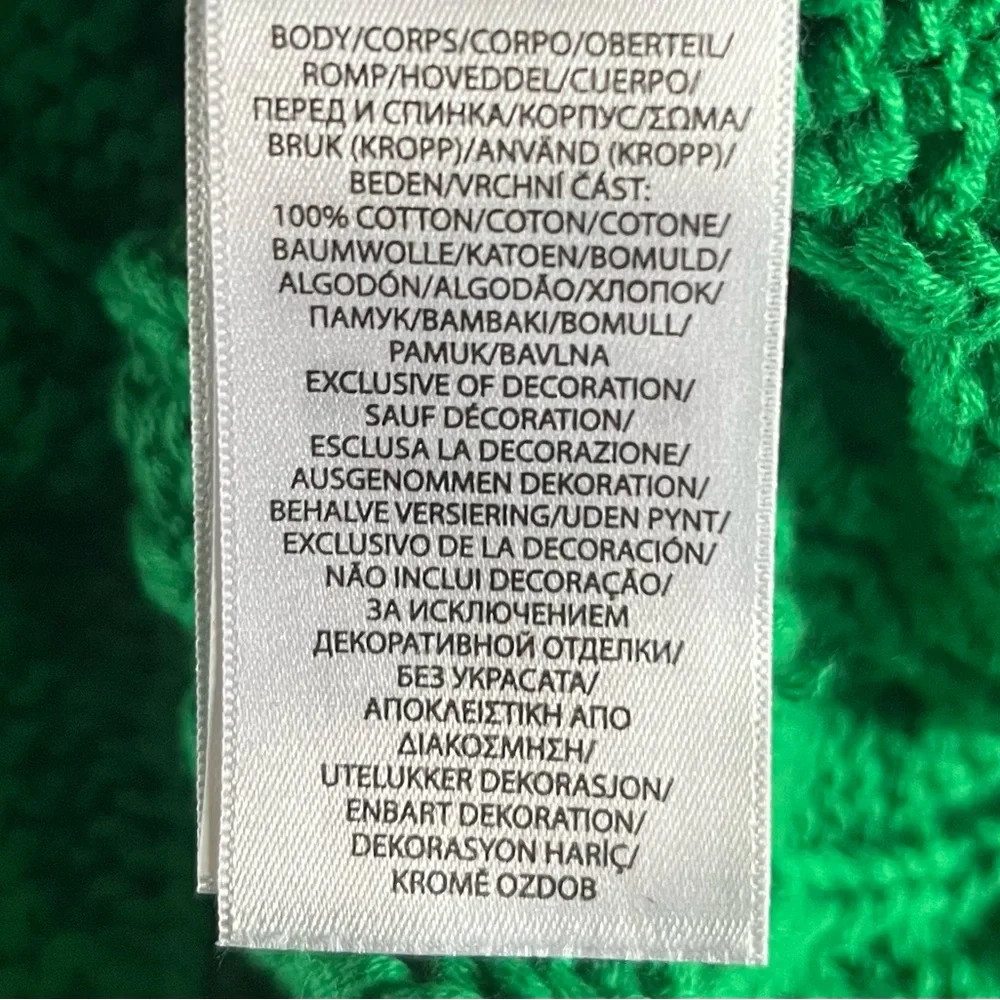 BODY/CORPS/CORPO/OBERTEIL/
ROMP/HOVEDDEL/CUERPO/
ПЕРЕД И СПИНКА/КОРПУС/ΣΩΜΑ/
BRUK (KROPP)/ANVÄND (KROPP)/
BEDEN/VRCHNÍ ČÁST:
100% COTTON/COTON/COTONE/
BAUMWOLLE/KATOEN/BOMULD/
ALGODÓN/ALGODÃO/ХЛОПОК/
ПАМУК/ΒΑΜΒΑΚΙ/BOMULL/
PAMUK/BAVLNA
EXCLUSIVE OF DECORATION/
SAUF DÉCORATION/
ESCLUSA LA DECORAZIONE/
AUSGENOMMEN DEKORATION/
BEHALVE VERSIERING/UDEN PYNT/
EXCLUSIVO DE LA DECORACIÓN/
NÃO INCLUI DECORAÇÃO/
ЗА ИСКЛЮЧЕНИЕМ
ДЕКОРАТИВНОЙ ОТДЕЛКИ/
БЕЗ УКРАСАТА/
ΑΠΟΚΛΕΙΣΤΙΚΗ ΑΠΟ
ΔΙΑΚΟΣΜΗΣΗ/
UTELUKKER DEKORASJON/
ENBART DEKORATION/
DEKORASYON HARİÇ/
KROMĚ OZDOB